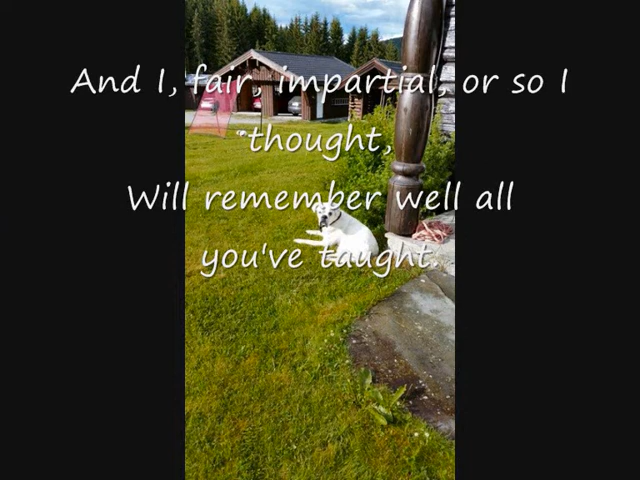 And I, fair, impartial, or so I
thought,
Will remember well all
you've taught.